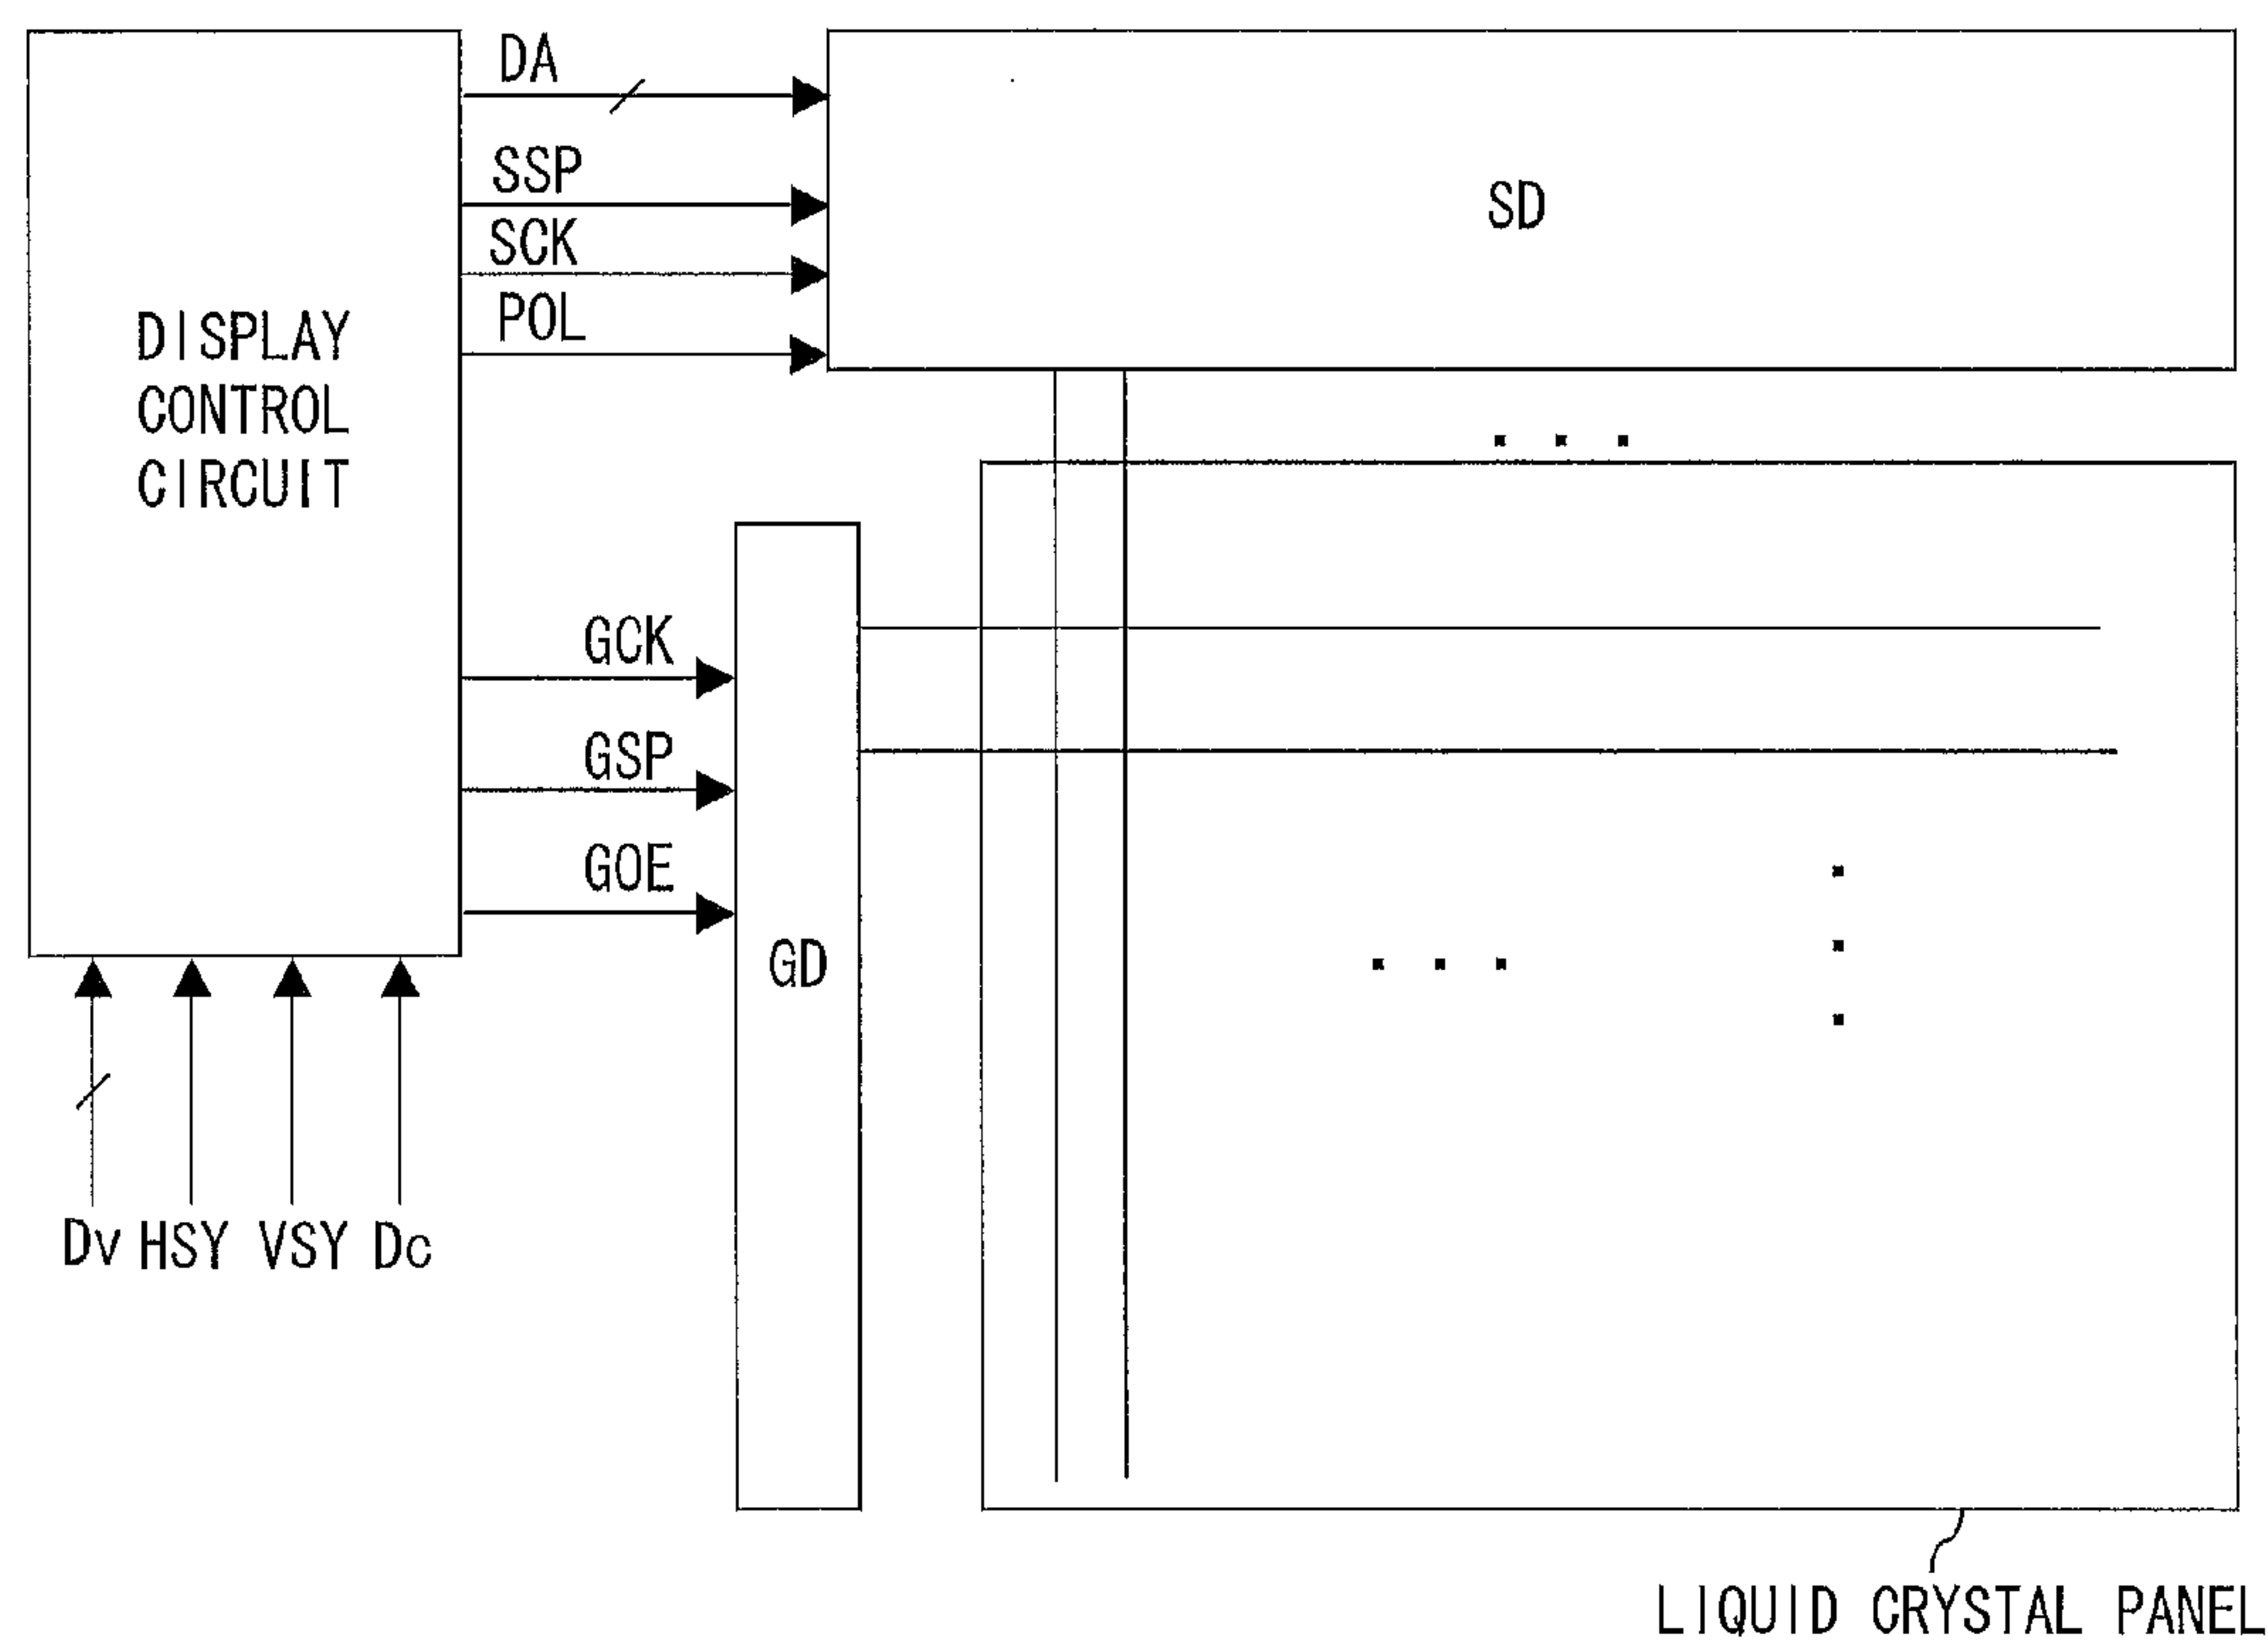 DA
SSP
SCK
POL
SD
DISPLAY
CONTROL
CIRCUIT
GCK
GSP
GOE
GD
Dv HSY VSY Dc
LIQUID CRYSTAL PANEL